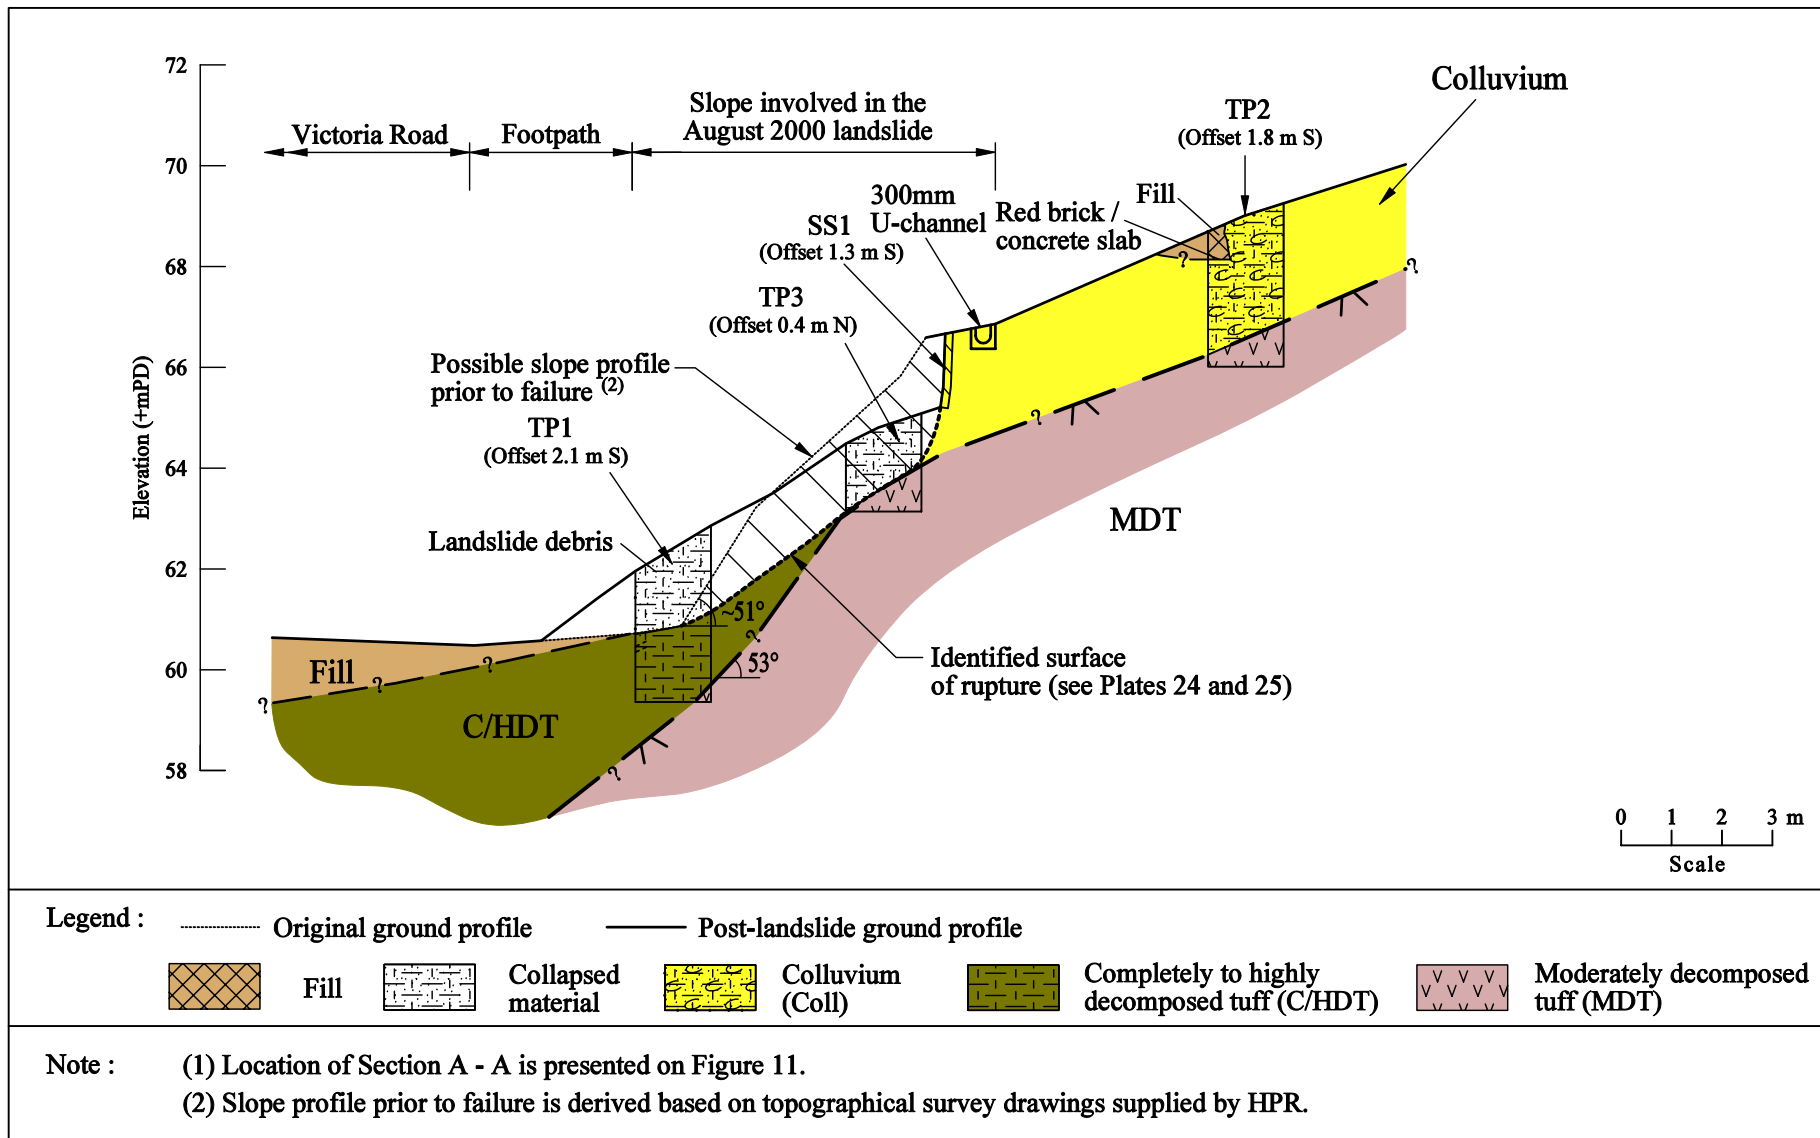 72
70
68
66
64
62
60
58
Elevation (+mPD)
Victoria Road
Footpath
Slope involved in the
August 2000 landslide
Colluvium
TP2
(Offset 1.8 m S)
Fill
Red brick /
concrete slab
300mm
U-channel
SS1
(Offset 1.3 m S)
TP3
(Offset 0.4 m N)
Possible slope profile
prior to failure (2)
TP1
(Offset 2.1 m S)
Landslide debris
?
?
?
MDT
~51°
?
53°
Identified surface
of rupture (see Plates 24 and 25)
Fill
?
?
?
C/HDT
?
0 1 2 3 m
Scale
Legend :
Original ground profile
Post-landslide ground profile
Fill
Collapsed
material
Colluvium
(Coll)
Completely to highly
decomposed tuff (C/HDT)
Moderately decomposed
tuff (MDT)
Note :
(1) Location of Section A - A is presented on Figure 11.
(2) Slope profile prior to failure is derived based on topographical survey drawings supplied by HPR.